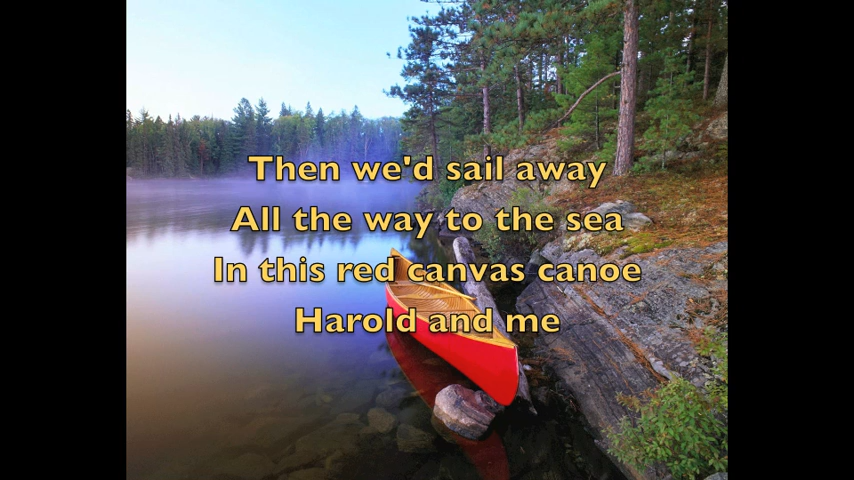 Then we'd sail away
All the way to the sea
In this red canvas canoe
Harold and me